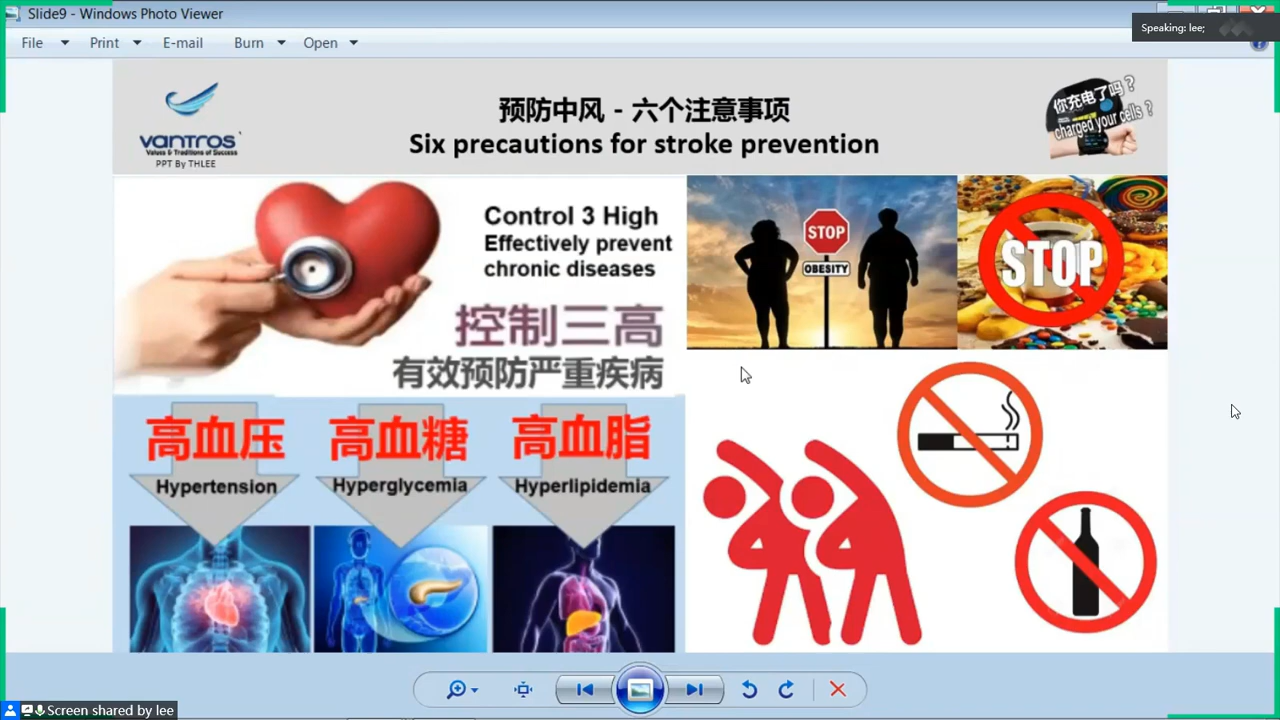 Slide9 - Windows Photo Viewer
Speaking: lee;
File Print E-mail Burn Open
vantros
Values & Traditions of Success
PPT By THLEE
预防中风 - 六个注意事项
Six precautions for stroke prevention
你充电了吗？
charged your cells ?
Control 3 High
Effectively prevent
chronic diseases
控制三高
有效预防严重疾病
STOP
OBESITY
STOP
高血压 高血糖 高血脂
Hypertension Hyperglycemia Hyperlipidemia
Screen shared by lee